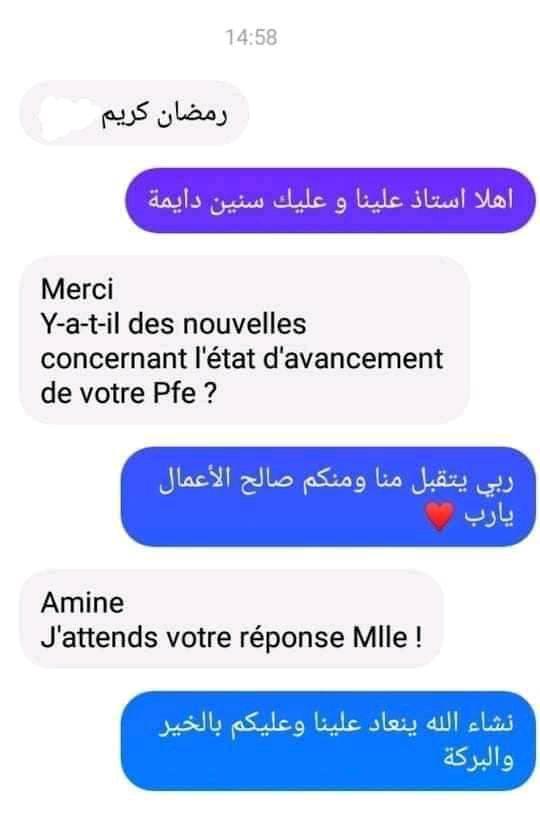 14:58
رمضان كريم
اهلا استاذ علينا و عليك سنين دايمة
Merci
Y-a-t-il des nouvelles
concernant l'état d'avancement
de votre Pfe ?
ربي يتقبل منا ومنكم صالح الأعمال
يارب ❤️
Amine
J'attends votre réponse Mlle !
نشاء الله ينعاد علينا وعليكم بالخير
والبركة